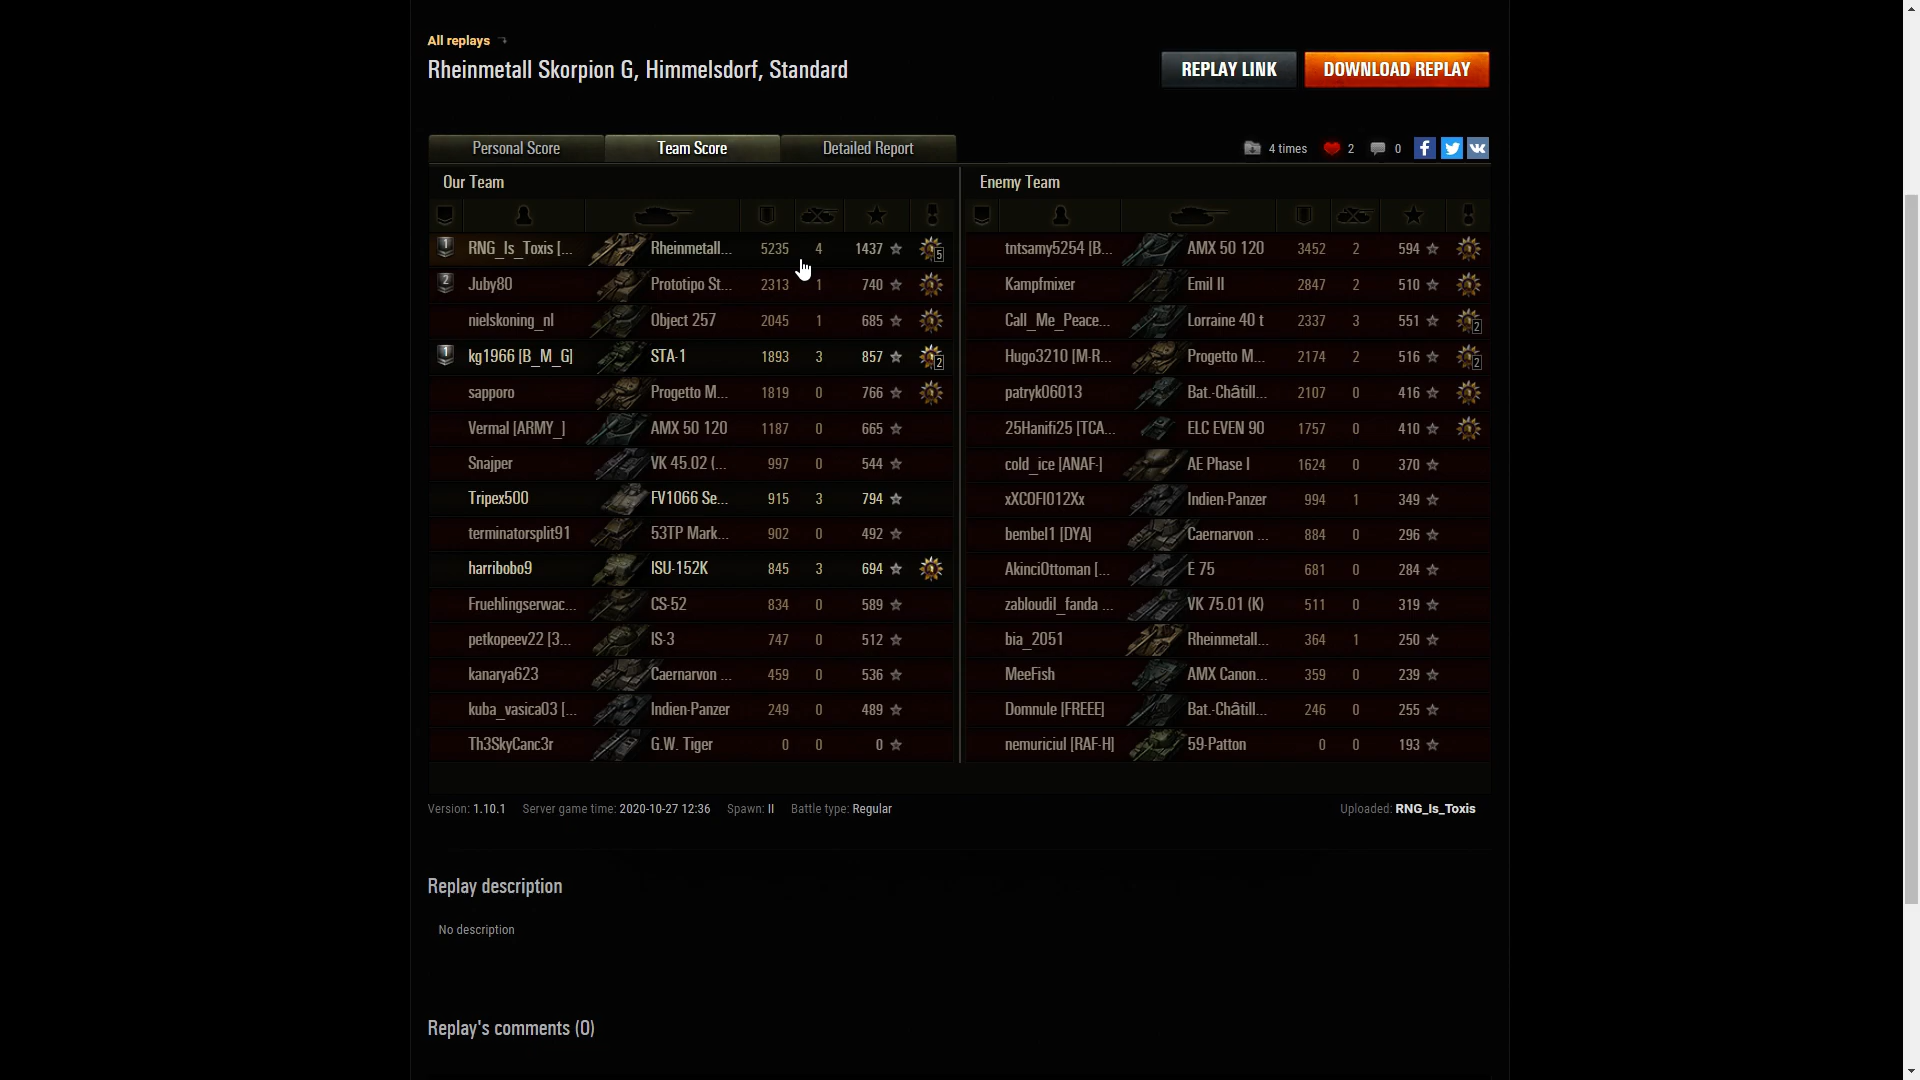 All replays
Rheinmetall Skorpion G, Himmelsdorf, Standard
REPLAY LINK
DOWNLOAD REPLAY
Personal Score Team Score Detailed Report
4 times 2 0
Our Team
1 RNG_Is_Toxis [... Rheinmetall... 5235 4 1437 5
2 Juby80 Prototipo St... 2313 1 740
nielskoning_nl Object 257 2045 1 685
1 kg1966 [B_M_G] STA-1 1893 3 857 2
sapporo Progetto M... 1819 0 766
Vermal [ARMY_] AMX 50 120 1187 0 665
Snajper VK 45.02 (... 997 0 544
Tripex500 FV1066 Se... 915 3 794
terminatorsplit91 53TP Mark... 902 0 492
harribobo9 ISU-152K 845 3 694
Fruehlingserwac... CS-52 834 0 589
petkopeev22 [3... IS-3 747 0 512
kanarya623 Caernarvon ... 459 0 536
kuba_vasica03 [... Indien-Panzer 249 0 489
Th3SkyCanc3r G.W. Tiger 0 0 0
Enemy Team
tntsamy5254 [B... AMX 50 120 3452 2 594
Kampfmixer Emil II 2847 2 510
Call_Me_Peace... Lorraine 40 t 2337 3 551 2
Hugo3210 [M-R... Progetto M... 2174 2 516 2
patryk06013 Bat.-Châtill... 2107 0 416
25Hanifi25 [TCA... ELC EVEN 90 1757 0 410
cold_ice [ANAF-] AE Phase I 1624 0 370
xXCOFI012Xx Indien-Panzer 994 1 349
bembel1 [DYA] Caernarvon ... 884 0 296
AkinciOttoman [... E 75 681 0 284
zabloudil_fanda ... VK 75.01 (K) 511 0 319
bia_2051 Rheinmetall... 364 1 250
MeeFish AMX Canon... 359 0 239
Domnule [FREEE] Bat.-Châtill... 246 0 255
nemuriciul [RAF-H] 59-Patton 0 0 193
Version: 1.10.1 Server game time: 2020-10-27 12:36 Spawn: II Battle type: Regular
Uploaded: RNG_Is_Toxis
Replay description
No description
Replay's comments (0)